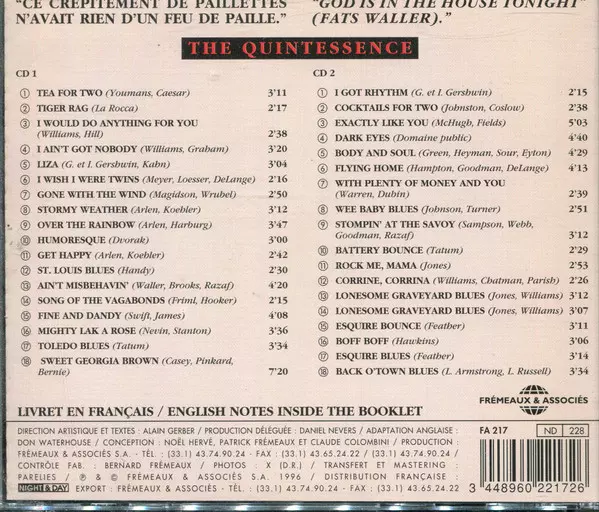 “CE CRÉPITEMENT DE PAILLETTES
N’AVAIT RIEN D’UN FEU DE PAILLE.”
“GOD IS IN THE HOUSE TONIGHT”
(FATS WALLER).”
THE QUINTESSENCE
CD 1
① TEA FOR TWO (Youmans, Caesar) 3’11
② TIGER RAG (La Rocca) 2’17
③ I WOULD DO ANYTHING FOR YOU
(Williams, Hill) 2’38
④ I AIN’T GOT NOBODY (Williams, Graham) 3’20
⑤ LIZA (G. et I. Gershwin, Kahn) 3’04
⑥ I WISH I WERE TWINS (Meyer, Loesser, DeLange) 2’16
⑦ GONE WITH THE WIND (Magidson, Wrubel) 2’50
⑧ STORMY WEATHER (Arlen, Koehler) 3’12
⑨ OVER THE RAINBOW (Arlen, Harburg) 3’47
⑩ HUMORESQUE (Dvorak) 3’00
⑪ GET HAPPY (Arlen, Koehler) 2’42
⑫ ST. LOUIS BLUES (Handy) 2’30
⑬ AIN’T MISBEHAVIN’ (Waller, Brooks, Razaf) 4’20
⑭ SONG OF THE VAGABONDS (Friml, Hooker) 2’15
⑮ FINE AND DANDY (Swift, James) 4’08
⑯ MIGHTY LAK A ROSE (Nevin, Stanton) 3’36
⑰ TOLEDO BLUES (Tatum) 3’34
⑱ SWEET GEORGIA BROWN (Casey, Pinkard,
Bernie) 7’20
CD 2
① I GOT RHYTHM (G. et I. Gershwin) 2’15
② COCKTAILS FOR TWO (Johnston, Coslow) 2’38
③ EXACTLY LIKE YOU (McHugh, Fields) 5’03
④ DARK EYES (Domaine public) 4’40
⑤ BODY AND SOUL (Green, Heyman, Sour, Eyton) 4’29
⑥ FLYING HOME (Hampton, Goodman, DeLange) 4’13
⑦ WITH PLENTY OF MONEY AND YOU
(Warren, Dubin) 2’39
⑧ WEE BABY BLUES (Johnson, Turner) 2’51
⑨ STOMPIN’ AT THE SAVOY (Sampson, Webb,
Goodman, Razaf) 3’12
⑩ BATTERY BOUNCE (Tatum) 2’29
⑪ ROCK ME, MAMA (Jones) 2’53
⑫ CORRINE, CORRINA (Williams, Chatman, Parish) 2’26
⑬ LONESOME GRAVEYARD BLUES (Jones, Williams) 3’12
⑭ LONESOME GRAVEYARD BLUES (Jones, Williams) 3’07
⑮ ESQUIRE BOUNCE (Feather) 3’11
⑯ BOFF BOFF (Hawkins) 3’06
⑰ ESQUIRE BLUES (Feather) 3’14
⑱ BACK O’TOWN BLUES (L. Armstrong, L. Russell) 3’34
FRÉMEAUX & ASSOCIÉS
LIVRET EN FRANÇAIS / ENGLISH NOTES INSIDE THE BOOKLET
DIRECTION ARTISTIQUE ET TEXTES : ALAIN GERBER / PRODUCTION DÉLÉGUÉE : DANIEL NEVERS / ADAPTATION ANGLAISE :
DON WATERHOUSE / CONCEPTION : NOËL HERVÉ, PATRICK FRÉMEAUX ET CLAUDE COLOMBINI / PRODUCTION :
FRÉMEAUX & ASSOCIÉS S.A. - TÉL : (33.1) 43.74.90.24 - FAX : (33.1) 43.65.24.22 /
CONTRÔLE FAB. : BERNARD FRÉMEAUX / PHOTOS : X (D.R.) / TRANSFERT ET MASTERING :
PARELIES / ℗ & © FRÉMEAUX & ASSOCIÉS S.A. 1996 / DISTRIBUTION FRANÇAISE :
NIGHT & DAY / EXPORT : FRÉMEAUX & ASSOCIÉS - TÉL. : (33.1) 43.74.90.24 - FAX : (33.1) 43.65.24.22
FA 217
ND 228
3 448960 221726